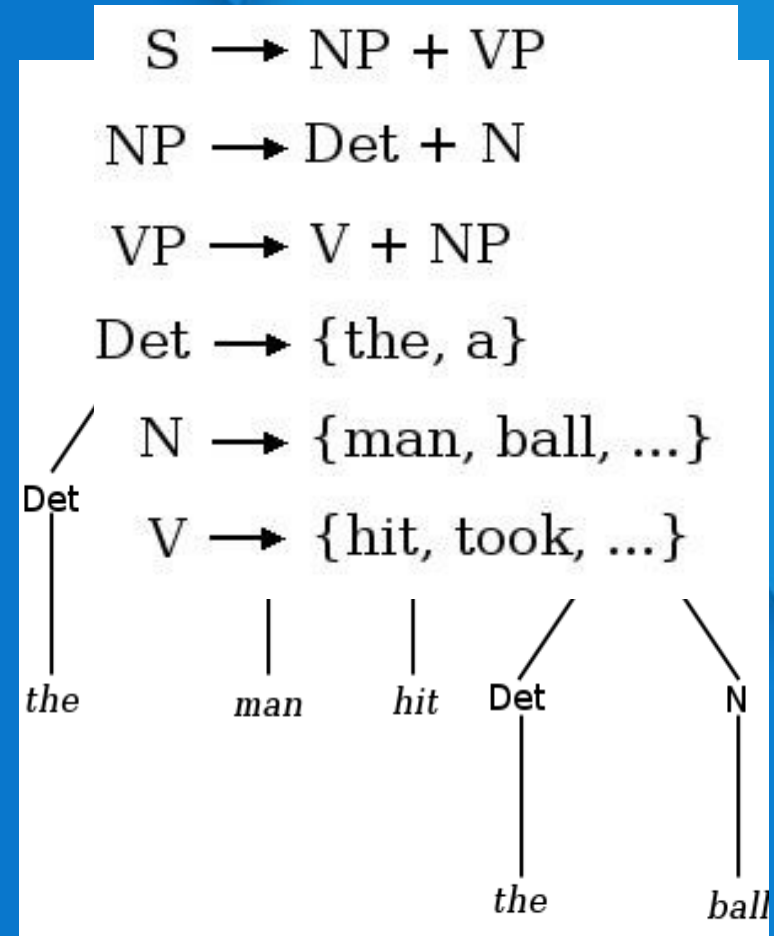 S → NP + VP
NP → Det + N
VP → V + NP
Det → {the, a}
N → {man, ball, ...}
Det
V → {hit, took, ...}
the man hit Det N
the ball